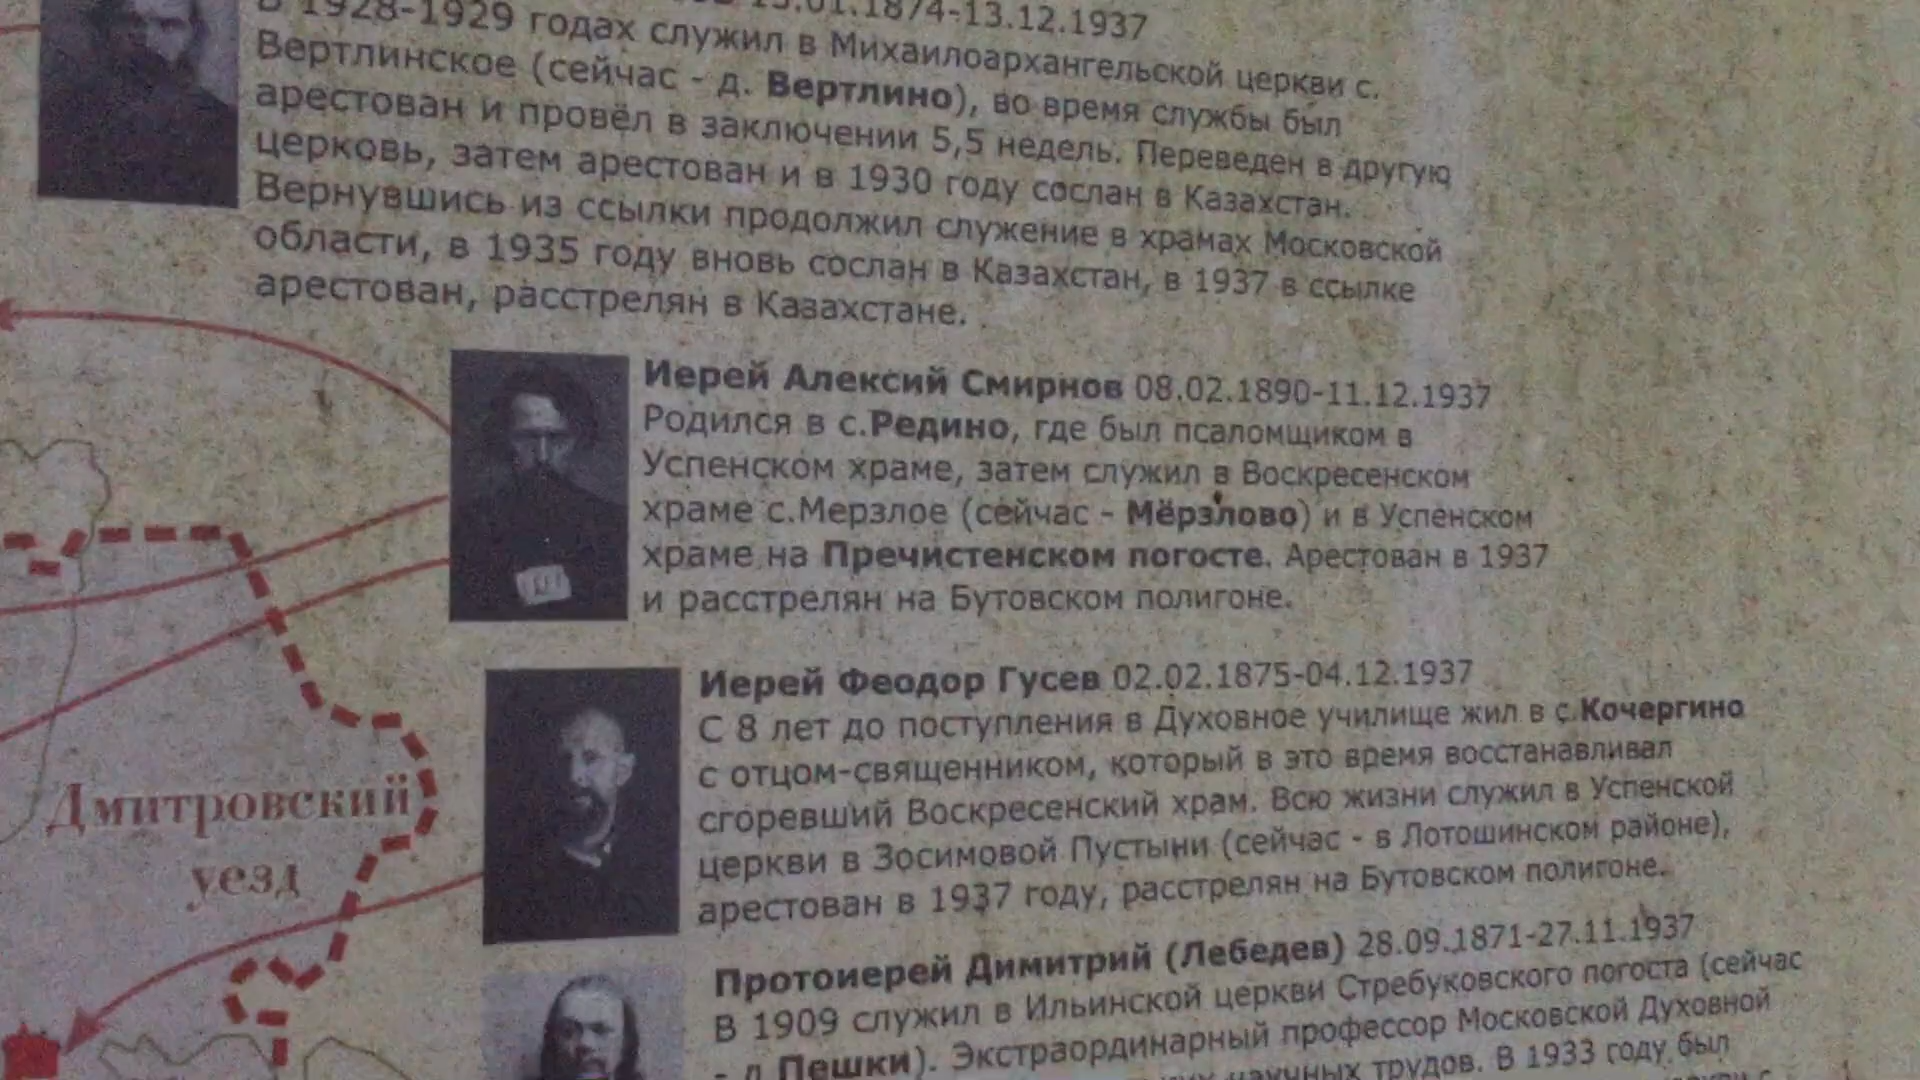 13.01.1874-13.12.1937
В 1928-1929 годах служил в Михаилоархангельской церкви с.
Вертлинское (сейчас - д. Вертлино), во время службы был
арестован и провёл в заключении 5,5 недель. Переведен в другую
церковь, затем арестован и в 1930 году сослан в Казахстан.
Вернувшись из ссылки продолжил служение в храмах Московской
области, в 1935 году вновь сослан в Казахстан, в 1937 в ссылке
арестован, расстрелян в Казахстане.
Иерей Алексий Смирнов 08.02.1890-11.12.1937
Родился в с.Редино, где был псаломщиком в
Успенском храме, затем служил в Воскресенском
храме с.Мерзлое (сейчас - Мёрзлово) и в Успенском
храме на Пречистенском погосте. Арестован в 1937
и расстрелян на Бутовском полигоне.
Иерей Феодор Гусев 02.02.1875-04.12.1937
С 8 лет до поступления в Духовное училище жил в с.Кочергино
с отцом-священником, который в это время восстанавливал
сгоревший Воскресенский храм. Всю жизни служил в Успенской
церкви в Зосимовой Пустыни (сейчас - в Лотошинском районе),
арестован в 1937 году, расстрелян на Бутовском полигоне.
Протоиерей Димитрий (Лебедев) 28.09.1871-27.11.1937
В 1909 служил в Ильинской церкви Стребуковского погоста (сейчас
- д Пешки). Экстраординарный профессор Московской Духовной
научных трудов. В 1933 году был
Дмитровский
уезд